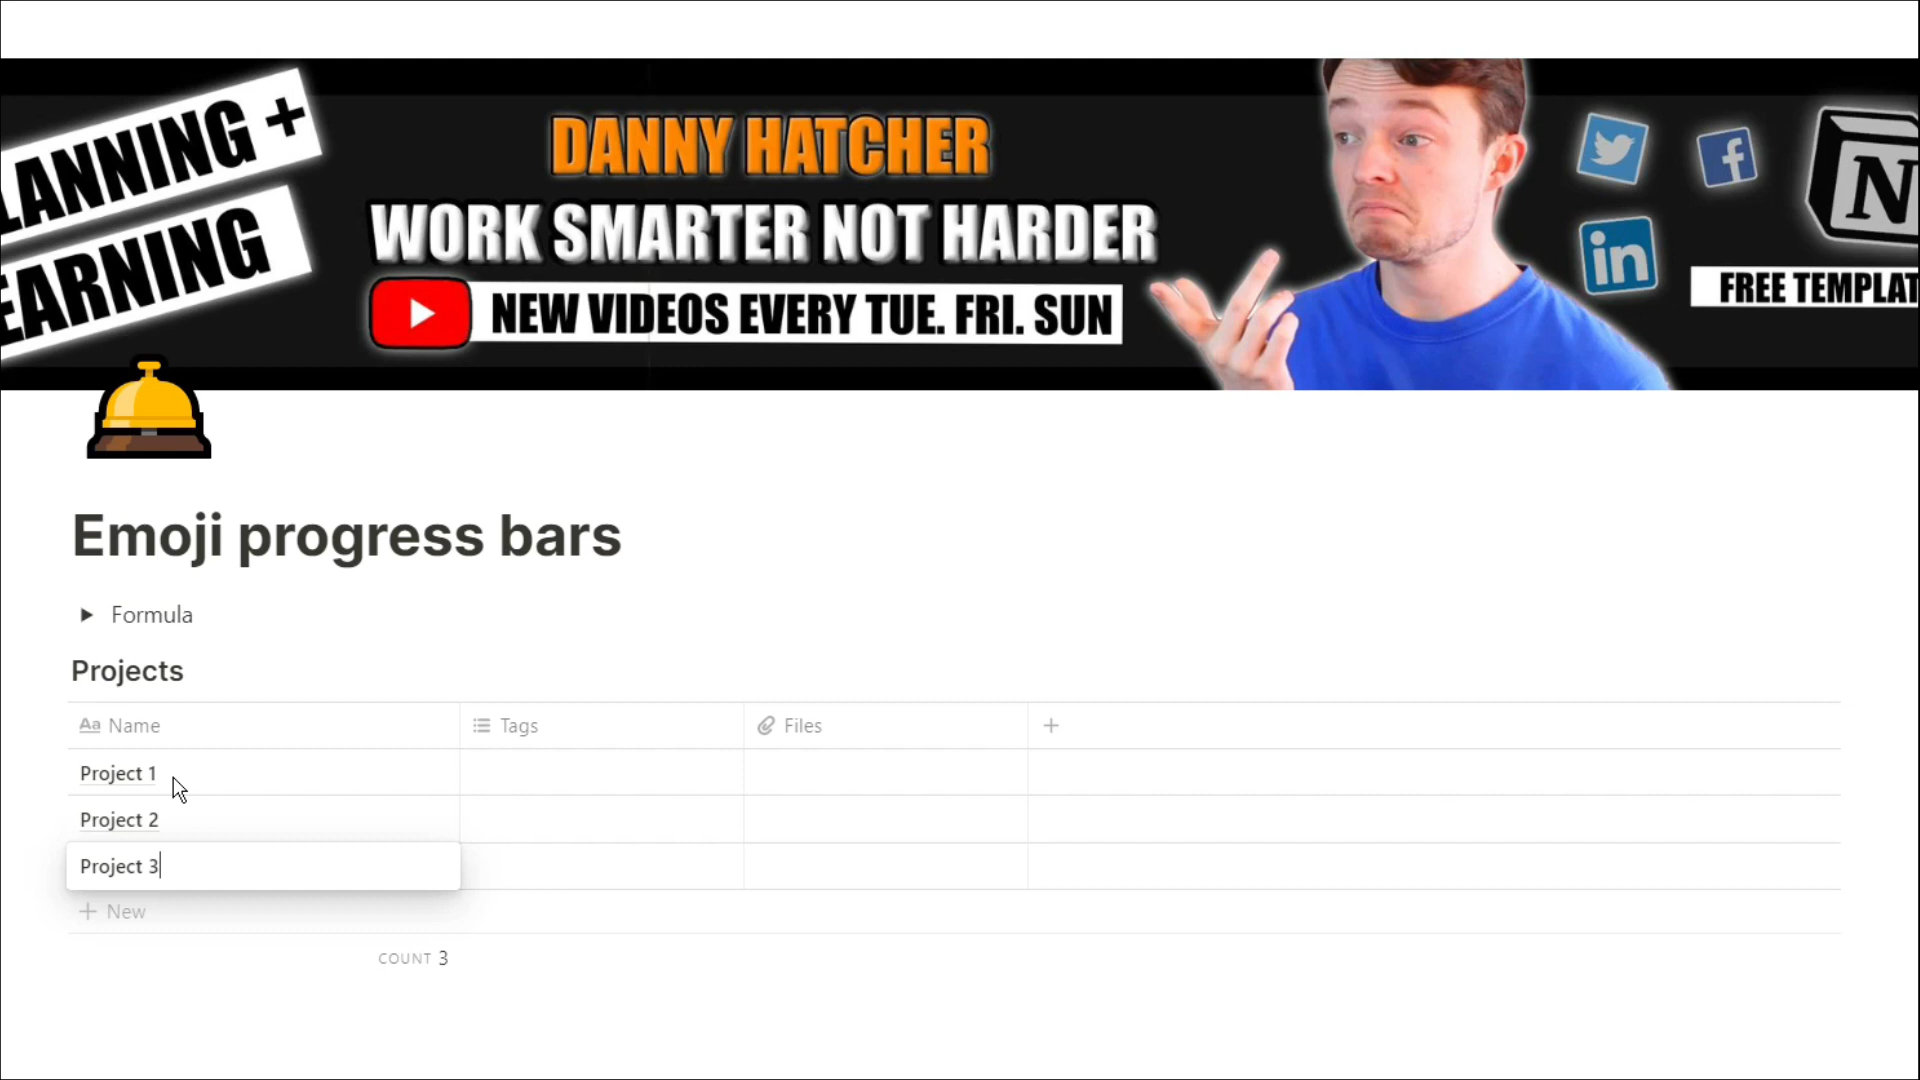 LANNING +
EARNING
DANNY HATCHER
WORK SMARTER NOT HARDER
NEW VIDEOS EVERY TUE. FRI. SUN
in
N
FREE TEMPLAT
Emoji progress bars
Formula
Projects
Aa Name
Tags
Files
Project 1
Project 2
Project 3
New
COUNT 3